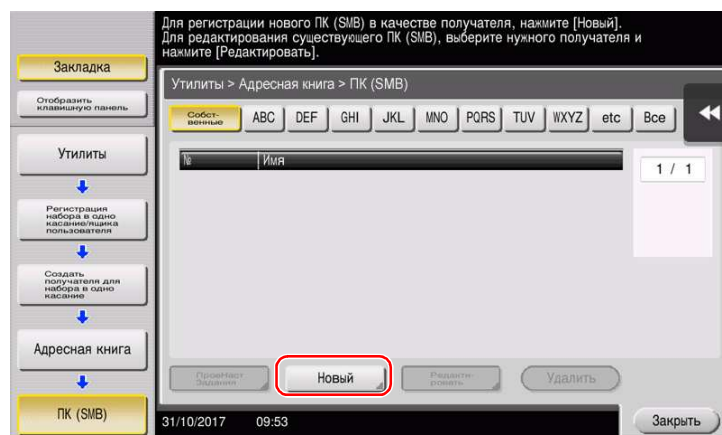 Для регистрации нового ПК (SMB) в качестве получателя, нажмите [Новый].
Для редактирования существующего ПК (SMB), выберите нужного получателя и
нажмите [Редактировать].
Закладка
Отобразить
клавишную панель
Утилиты
Регистрация
набора в одно
касание/ящика
пользователя
Создать
получателя для
набора в одно
касание
Адресная книга
ПК (SMB)
Утилиты > Адресная книга > ПК (SMB)
Собст-
венные
ABC DEF GHI JKL MNO PQRS TUV WXYZ etc Все
№ Имя
1 / 1
ПровНаст
Задания
Новый
Редакти-
ровать
Удалить
31/10/2017 09:53
Закрыть